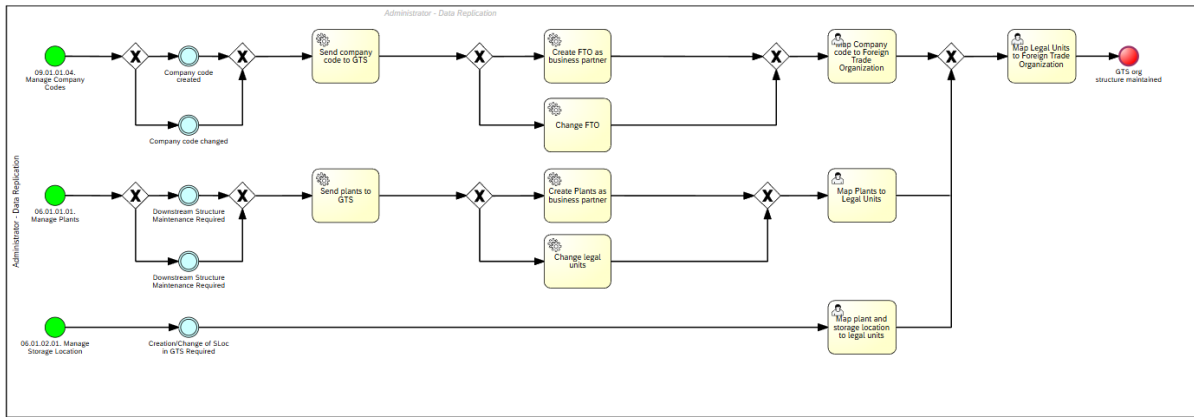 Administrator - Data Replication
Administrator - Data Replication
09.01.01.04.
Manage Company
Codes
Company code
created
Company code changed
Send company
code to GTS
Create FTO as
business partner
Change FTO
Map Company
code to Foreign
Trade
Organization
Map Legal Units
to Foreign Trade
Organization
GTS org
structure maintained
06.01.01.01.
Manage Plants
Downstream Structure
Maintenance Required
Downstream Structure
Maintenance Required
Send plants to
GTS
Create Plants as
business partner
Change legal
units
Map Plants to
Legal Units
06.01.02.01. Manage
Storage Location
Creation/Change of SLoc
in GTS Required
Map plant and
storage location
to legal units